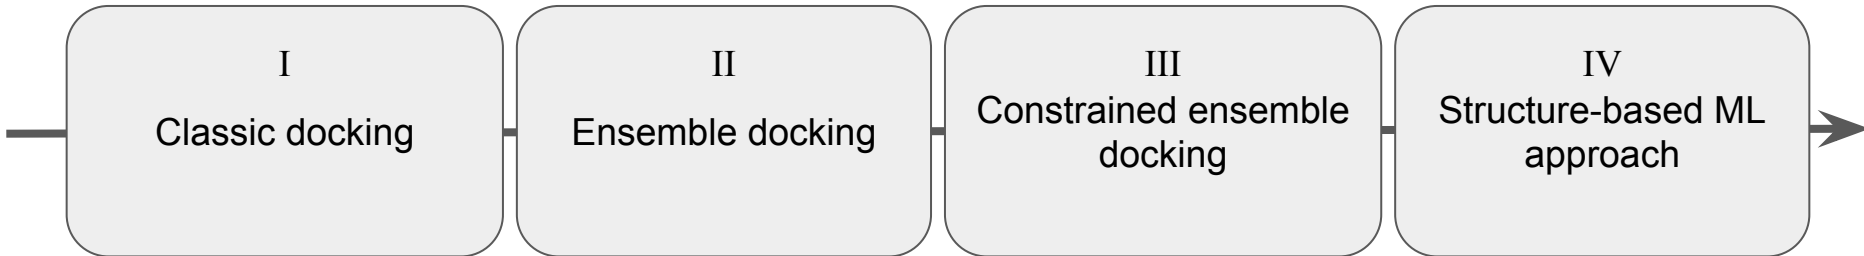 I
Classic docking
II
Ensemble docking
III
Constrained ensemble
docking
IV
Structure-based ML
approach